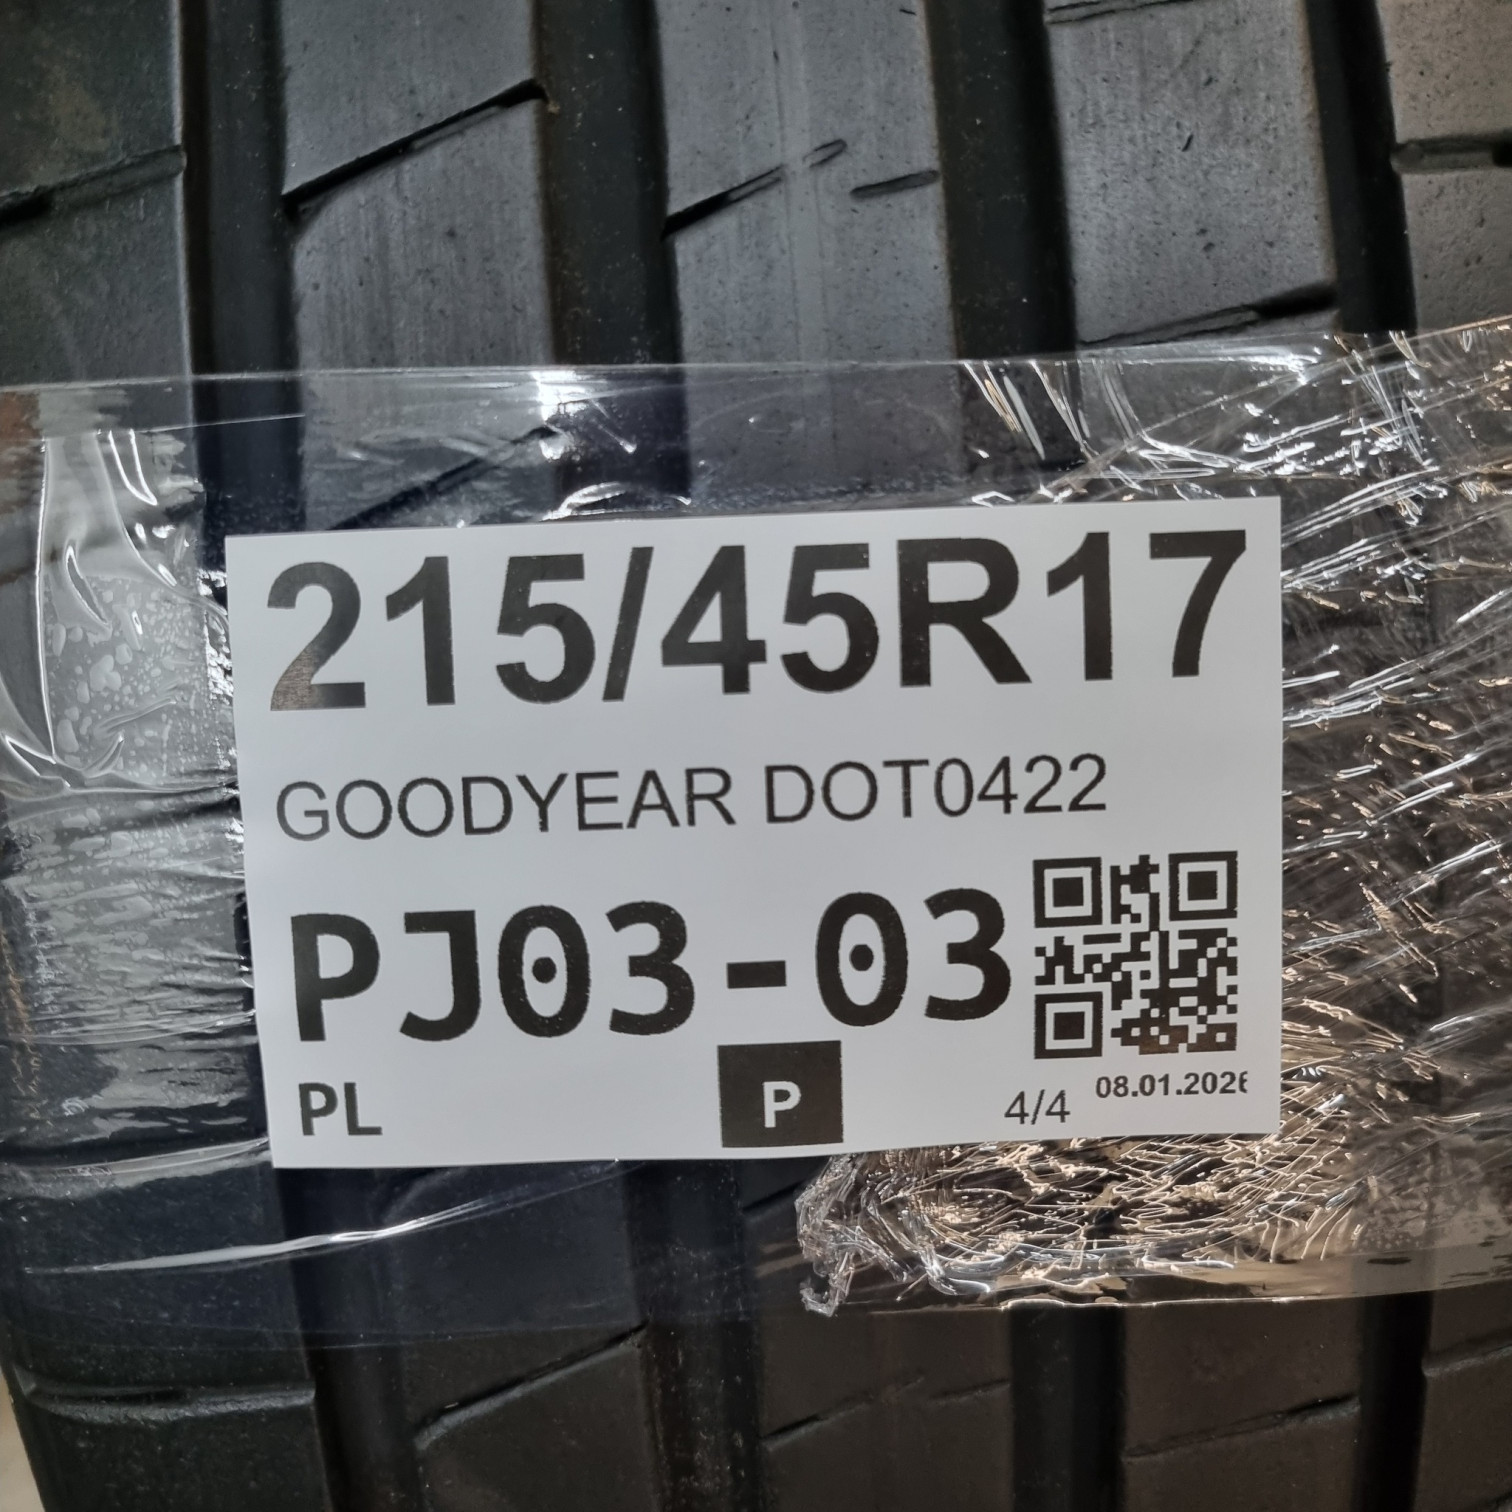 215/45R17
GOODYEAR DOT0422
PJ03-03
PL
P
4/4
08.01.2026